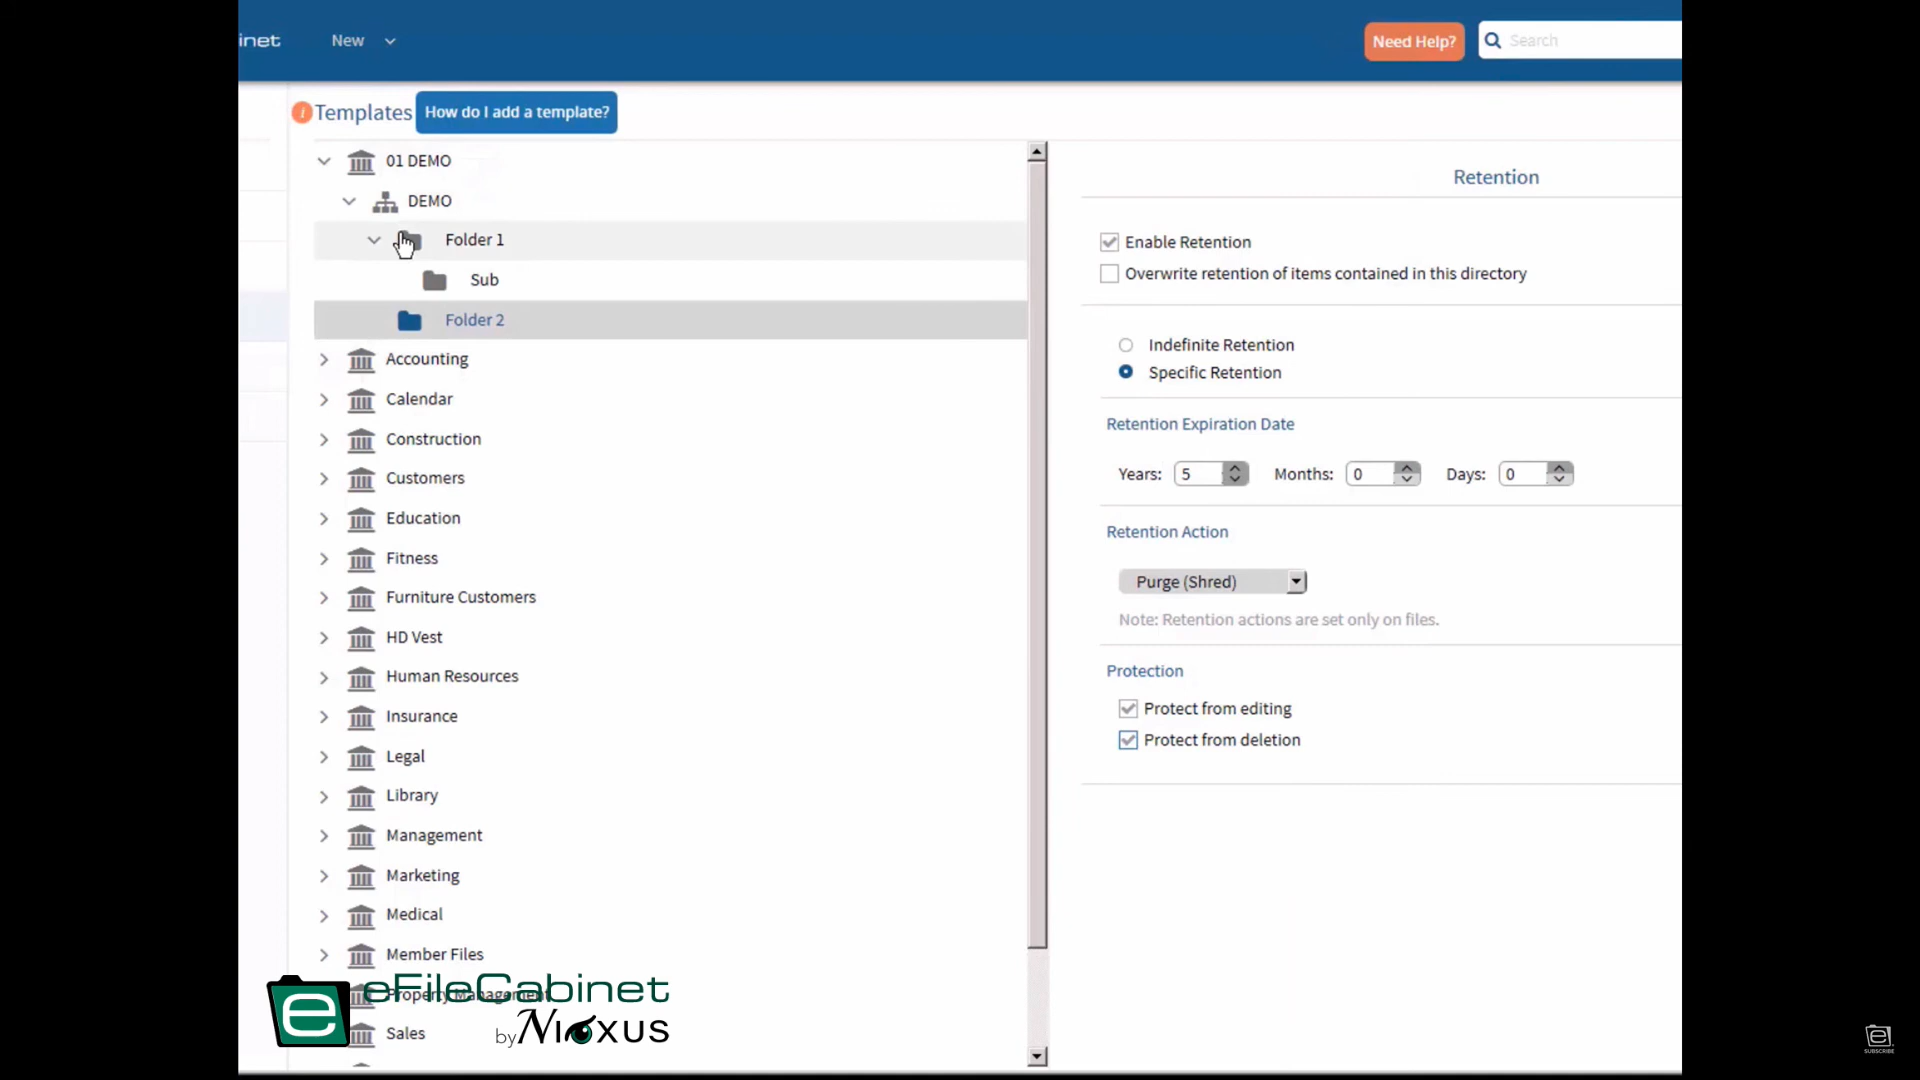 inet
New
Need Help?
Search
i Templates
How do I add a template?
01 DEMO
DEMO
Folder 1
Sub
Folder 2
Accounting
Calendar
Construction
Customers
Education
Fitness
Furniture Customers
HD Vest
Human Resources
Insurance
Legal
Library
Management
Marketing
Medical
Member Files
Property Management
Sales
Retention
Enable Retention
Overwrite retention of items contained in this directory
Indefinite Retention
Specific Retention
Retention Expiration Date
Years: 5 Months: 0 Days: 0
Retention Action
Purge (Shred)
Note: Retention actions are set only on files.
Protection
Protect from editing
Protect from deletion
e eFileCabinet
by Nioxus
e
SUBSCRIBE